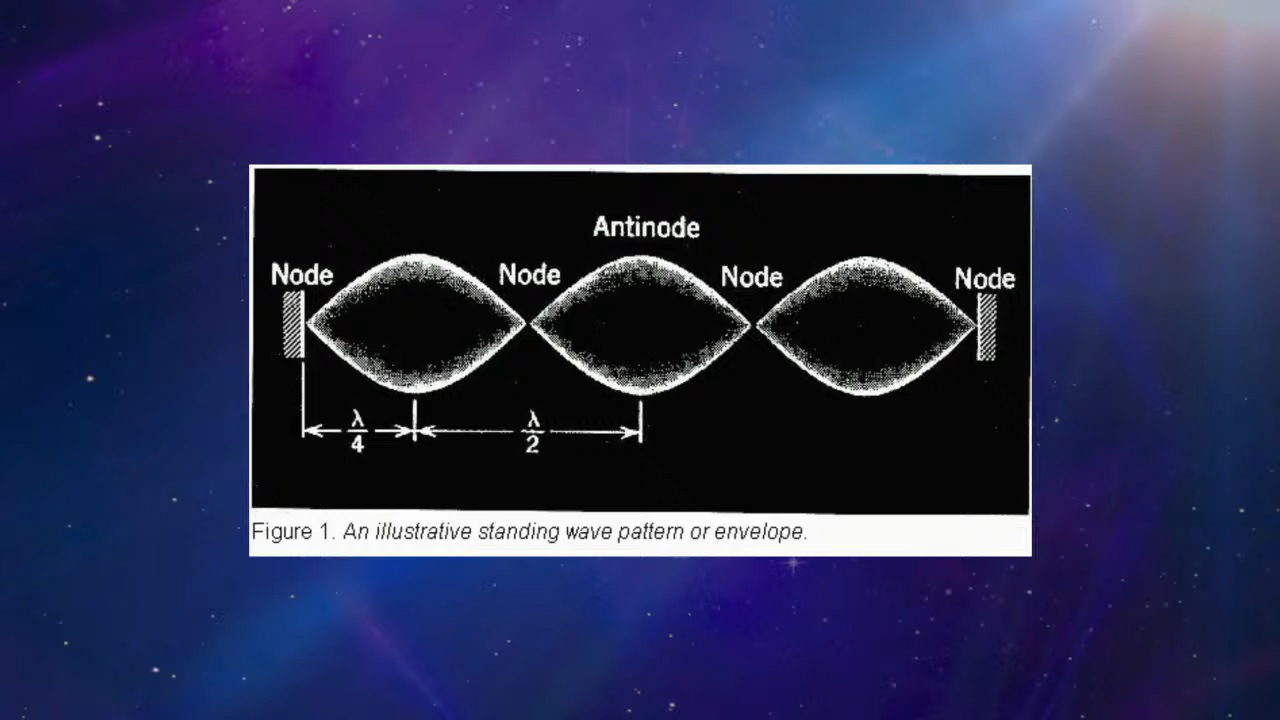 Antinode
Node Node Node Node
λ/4 λ/2
Figure 1. An illustrative standing wave pattern or envelope.